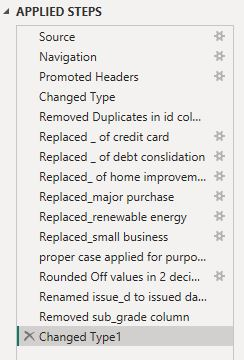 APPLIED STEPS
Source
Navigation
Promoted Headers
Changed Type
Removed Duplicates in id col...
Replaced _ of credit card
Replaced _ of debt conslidation
Replaced_ of home improvem...
Replaced_major purchase
Replaced_renewable energy
Replaced_small business
proper case applied for purpo...
Rounded Off values in 2 deci...
Renamed issue_d to issued da...
Removed sub_grade column
Changed Type1